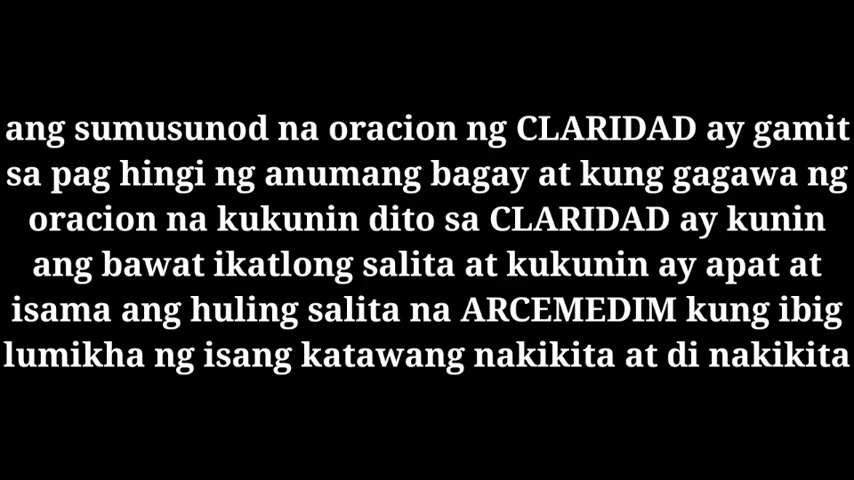 ang sumusunod na oracion ng CLARIDAD ay gamit
sa pag hingi ng anumang bagay at kung gagawa ng
oracion na kukunin dito sa CLARIDAD ay kunin
ang bawat ikatlong salita at kukunin ay apat at
isama ang huling salita na ARCEMEDIM kung ibig
lumikha ng isang katawang nakikita at di nakikita